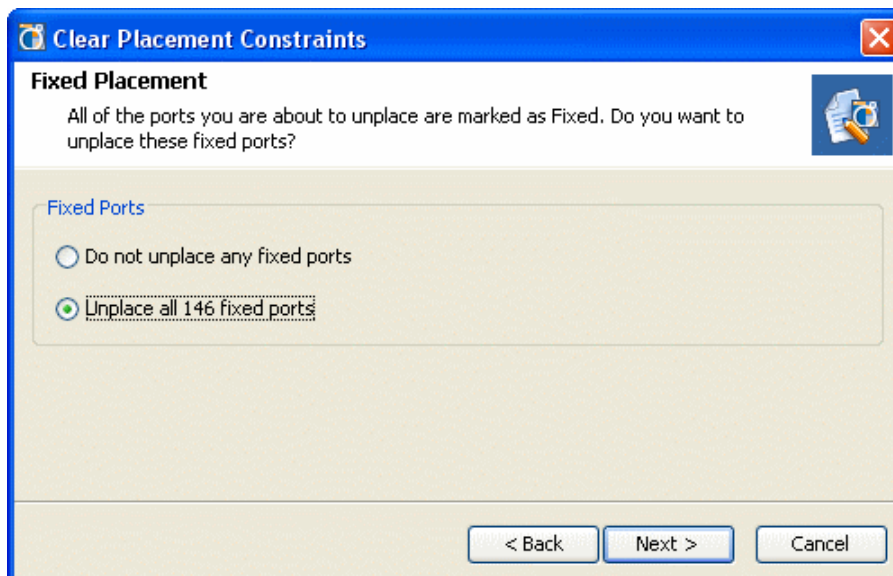 Clear Placement Constraints
Fixed Placement
All of the ports you are about to unplace are marked as Fixed. Do you want to
unplace these fixed ports?
Fixed Ports
Do not unplace any fixed ports
Unplace all 146 fixed ports
< Back
Next >
Cancel